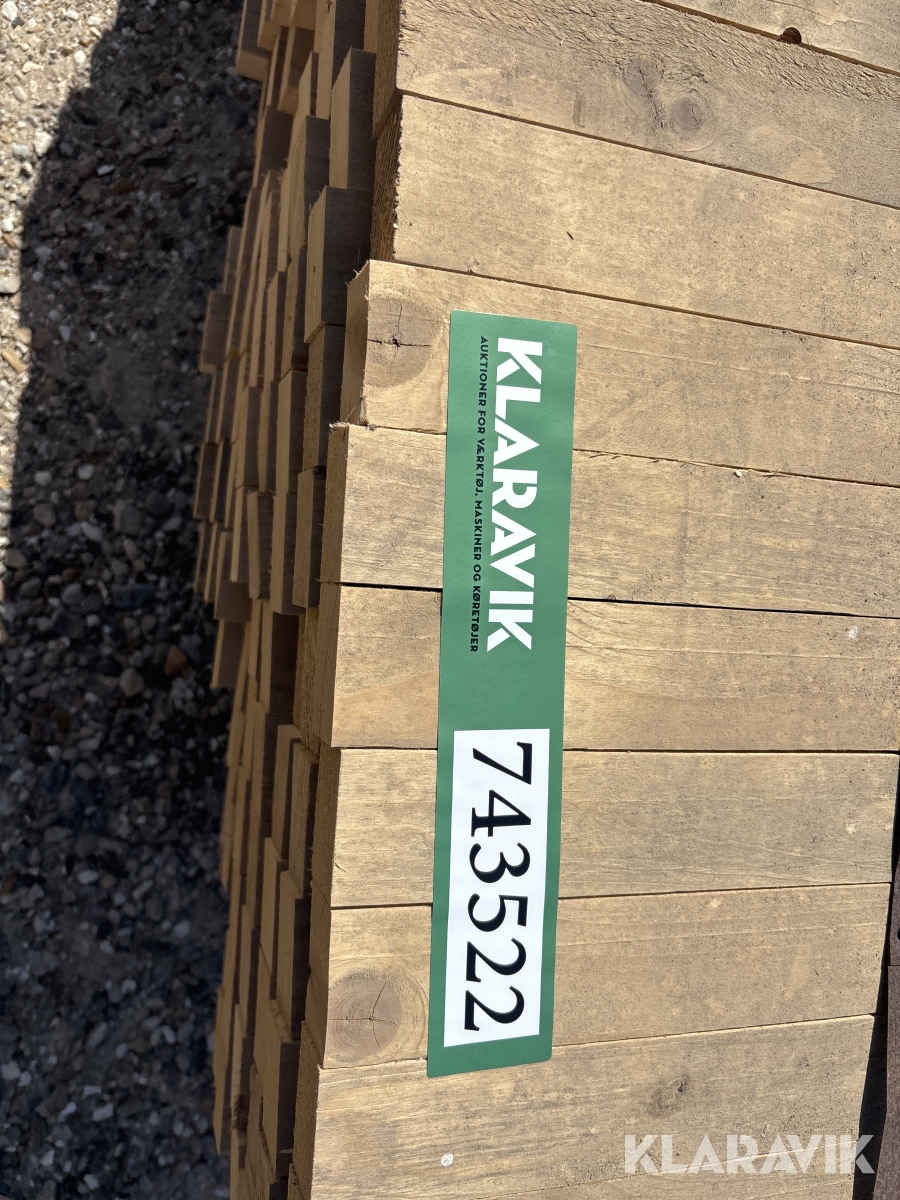 KLARAVIK
AUKTIONER FOR VÆRKTØJ, MASKINER OG KØRETØJER
743522
KLARAVIK